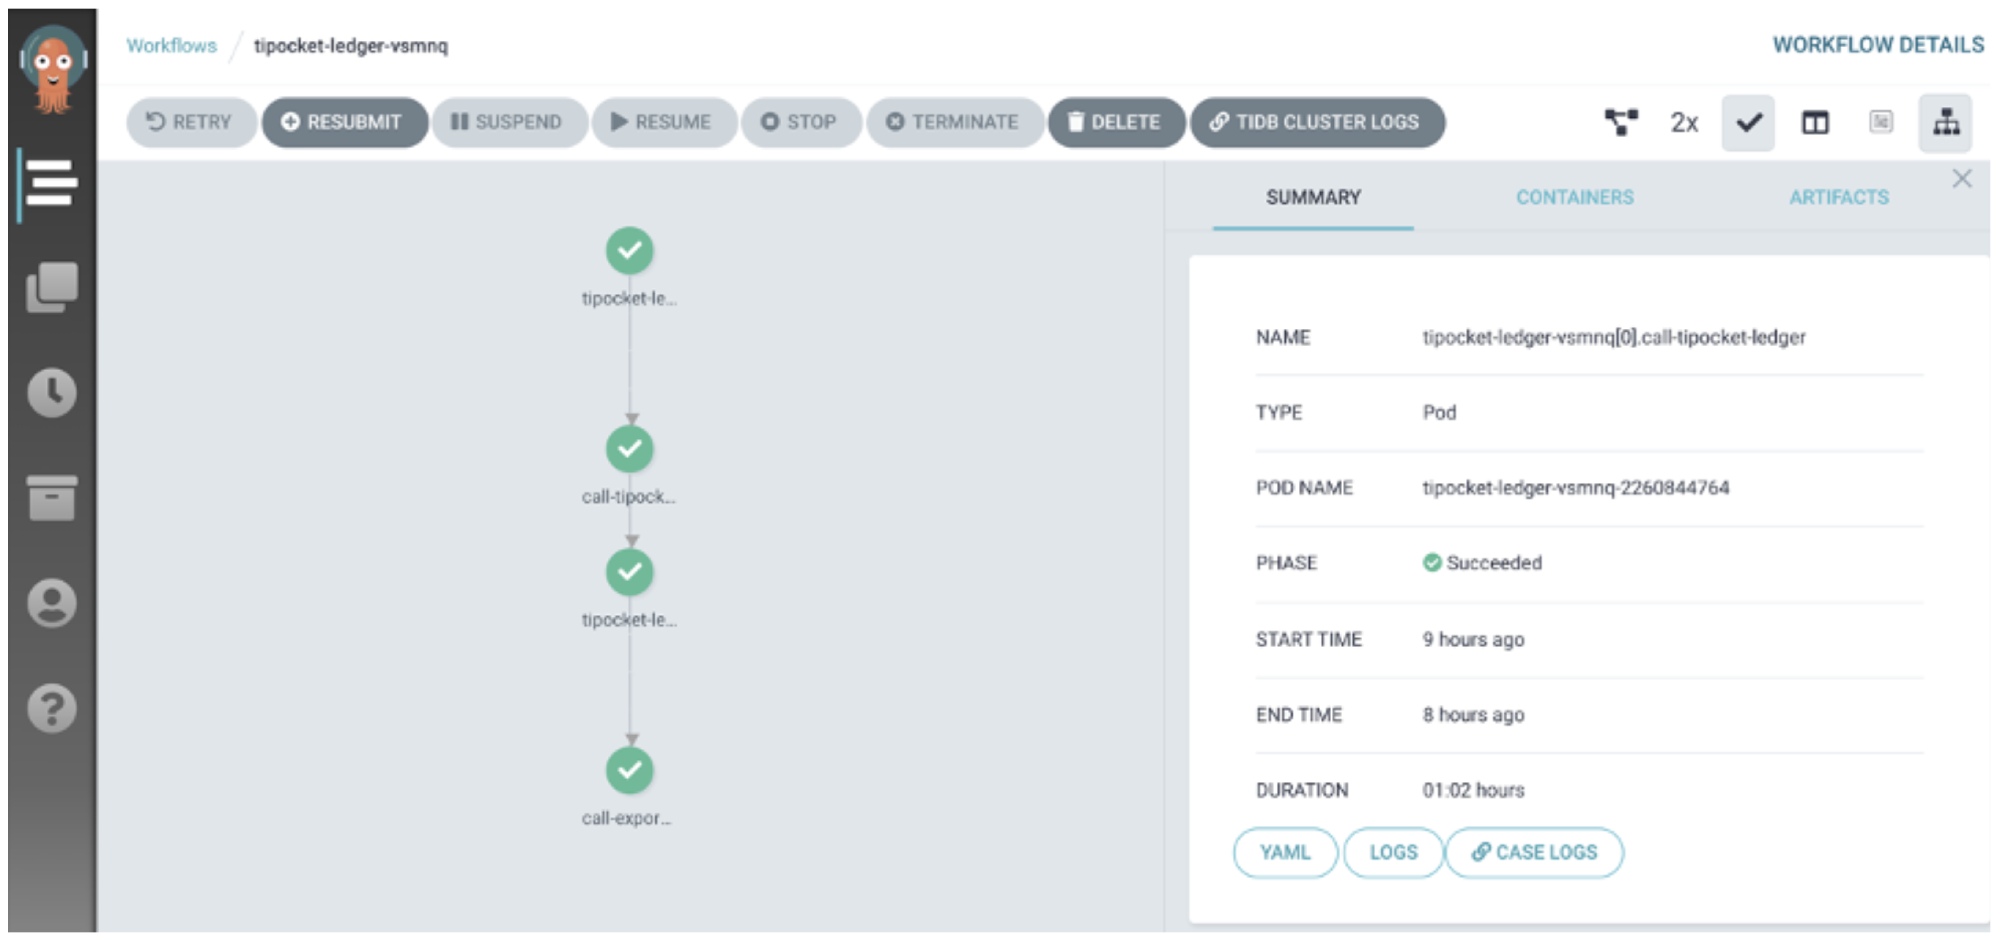 Workflows / tipocket-ledger-vsmnq
WORKFLOW DETAILS
RETRY RESUBMIT SUSPEND RESUME STOP TERMINATE DELETE TIDB CLUSTER LOGS 2x
SUMMARY CONTAINERS ARTIFACTS
tipocket-le...
call-tipock...
tipocket-le...
call-expor...
NAME tipocket-ledger-vsmnq[0].call-tipocket-ledger
TYPE Pod
POD NAME tipocket-ledger-vsmnq-2260844764
PHASE Succeeded
START TIME 9 hours ago
END TIME 8 hours ago
DURATION 01:02 hours
YAML LOGS CASE LOGS